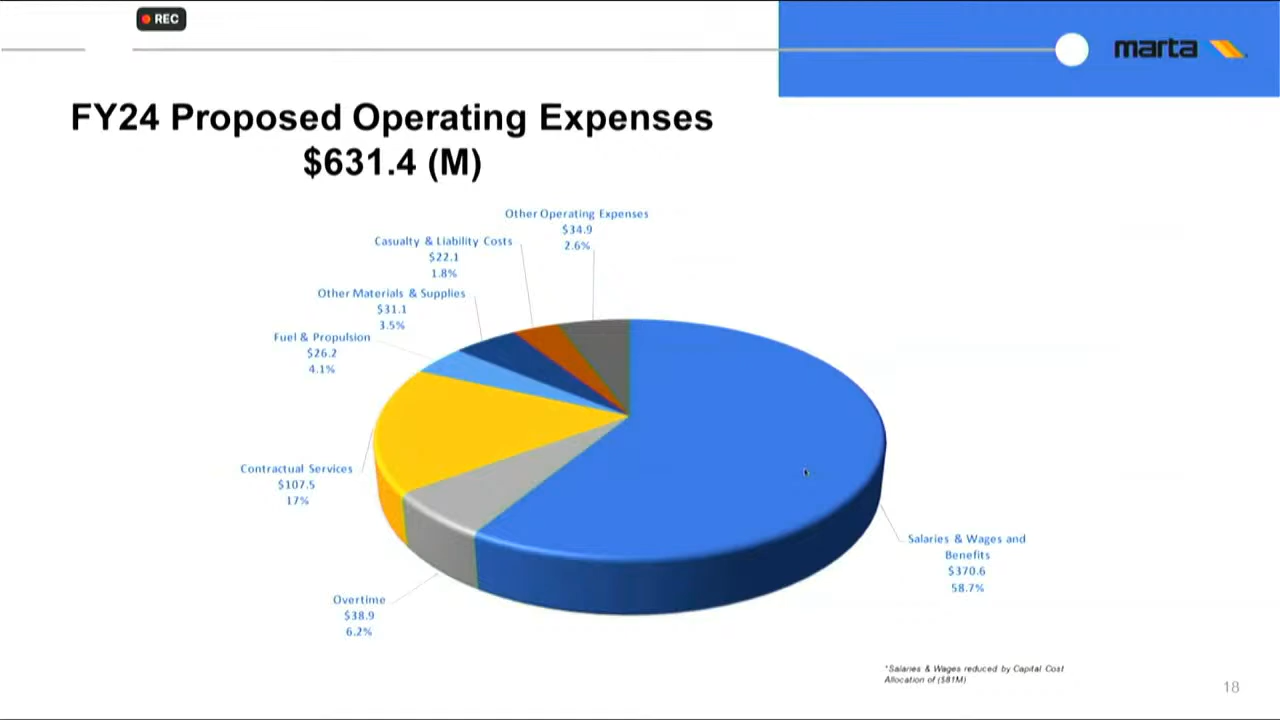 REC
marta
FY24 Proposed Operating Expenses
$631.4 (M)
Other Operating Expenses
$34.9
2.6%
Casualty & Liability Costs
$22.1
1.8%
Other Materials & Supplies
$31.1
3.5%
Fuel & Propulsion
$26.2
4.1%
Contractual Services
$107.5
17%
Salaries & Wages and
Benefits
$370.6
58.7%
Overtime
$38.9
6.2%
*Salaries & Wages reduced by Capital Cost
Allocation of ($81M)
18